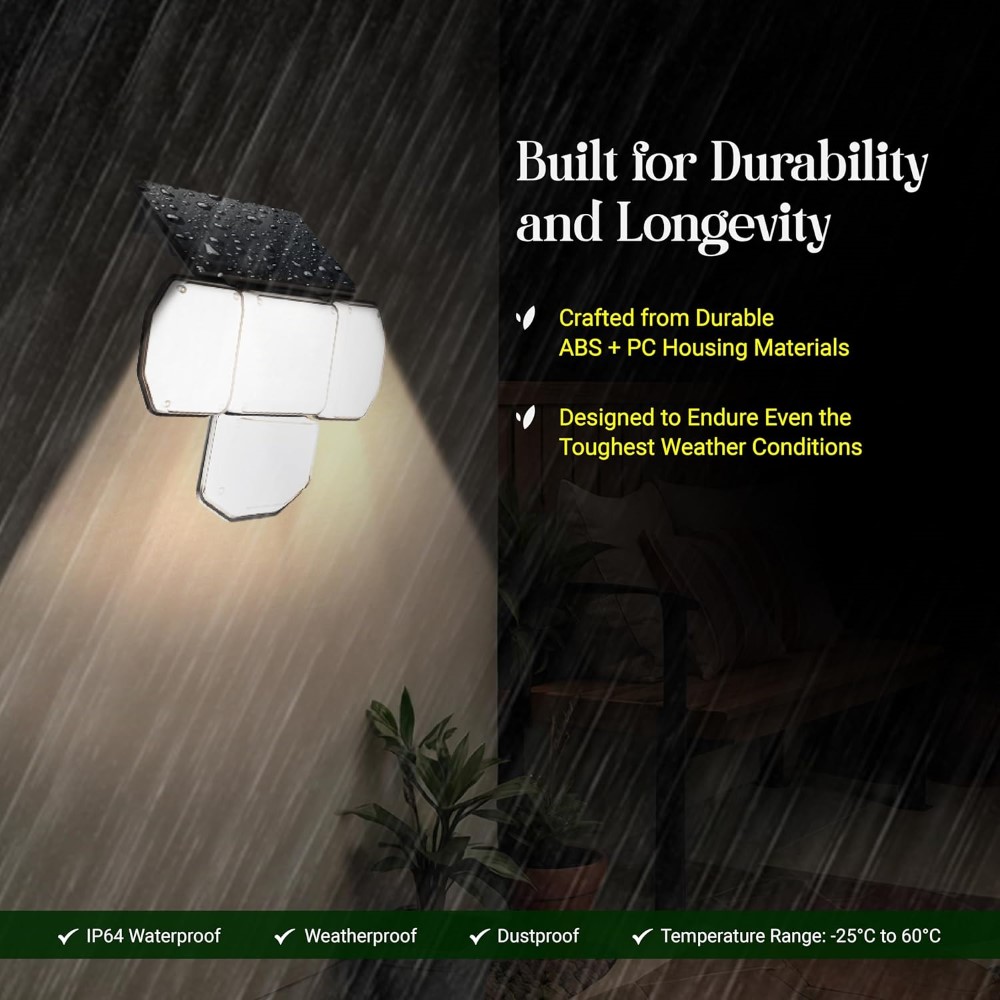 Built for Durability
and Longevity
Crafted from Durable
ABS + PC Housing Materials
Designed to Endure Even the
Toughest Weather Conditions
IP64 Waterproof
Weatherproof
Dustproof
Temperature Range: -25°C to 60°C